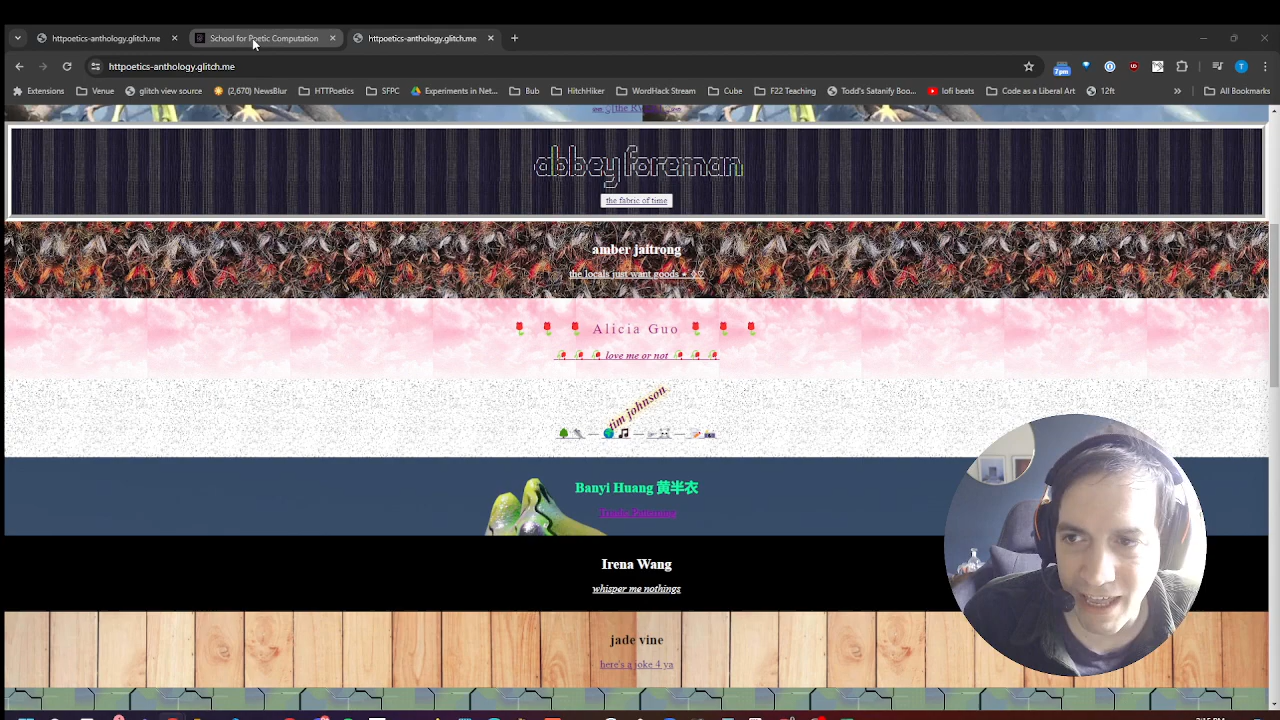 httpoetics-anthology.glitch.me
School for Poetic Computation
httpoetics-anthology.glitch.me
httpoetics-anthology.glitch.me
7pm
T
Extensions
Venue
glitch view source
(2,670) NewsBlur
HTTPoetics
SFPC
Experiments in Net...
Bub
HitchHiker
WordHack Stream
Cube
F22 Teaching
Todd's Satanify Boo...
lofi beats
Code as a Liberal Art
12ft
»
All Bookmarks
abbey foreman
the fabric of time
amber jaitrong
the locals just want goods
🌷 🌷 🌷 Alicia Guo 🌷 🌷 🌷
🥀 🥀 🥀 love me or not 🥀 🥀 🥀
tim johnson
Banyi Huang 黄半衣
Irena Wang
whisper me nothings
jade vine
here's a joke 4 ya